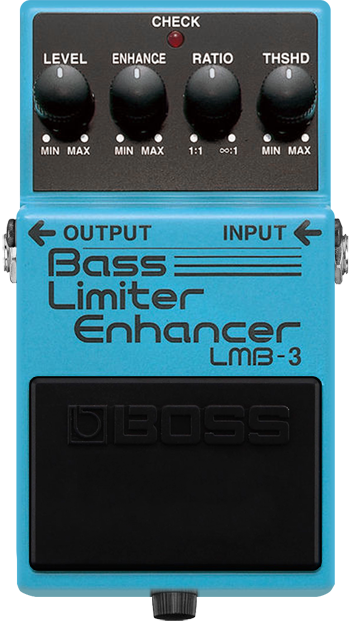 CHECK
LEVEL ENHANCE RATIO THSHD
MIN MAX MIN MAX 1:1 ∞:1 MIN MAX
← OUTPUT INPUT ←
Bass
Limiter
Enhancer
LMB-3
BOSS